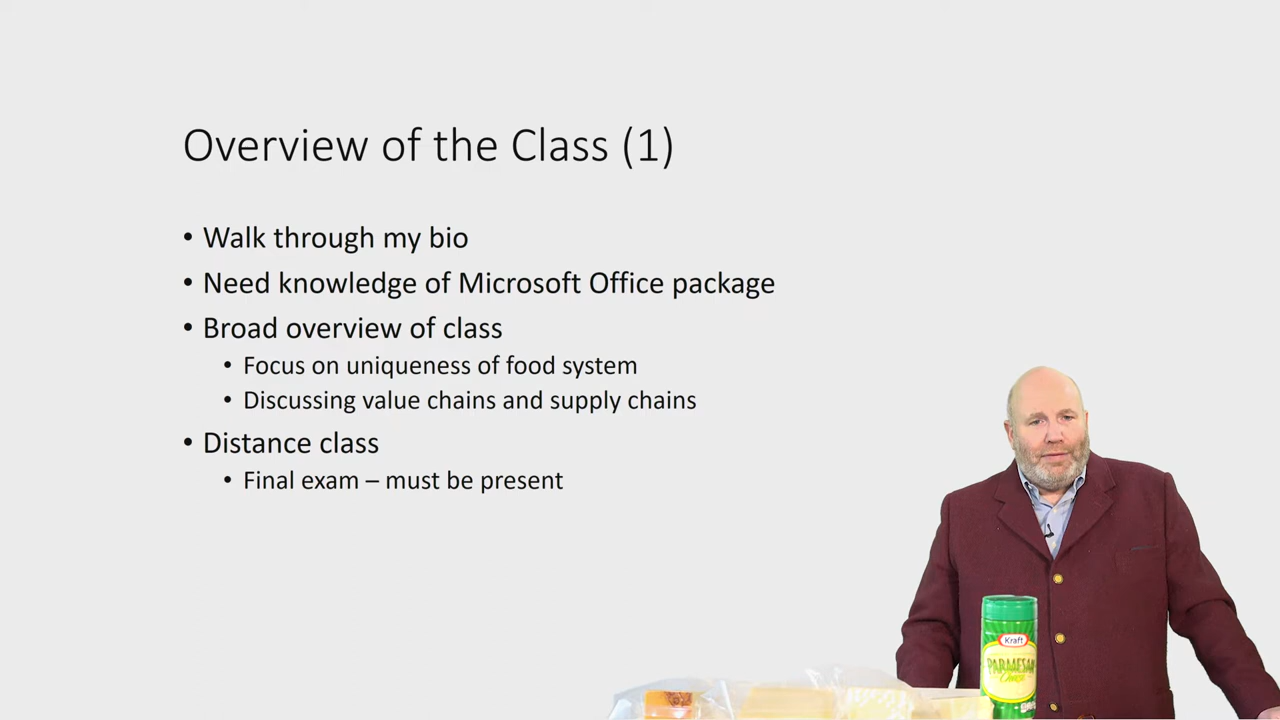 Overview of the Class (1)
• Walk through my bio
• Need knowledge of Microsoft Office package
• Broad overview of class
• Focus on uniqueness of food system
• Discussing value chains and supply chains
• Distance class
• Final exam – must be present
Kraft
PARMESAN
Cheese